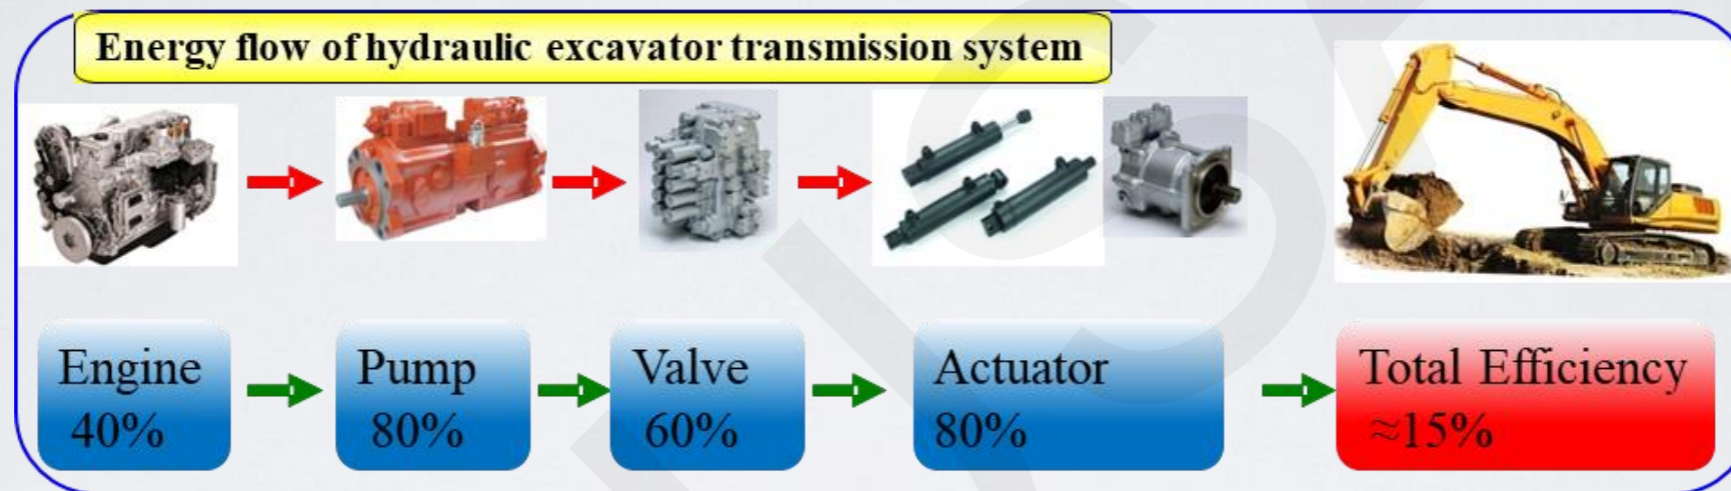 Energy flow of hydraulic excavator transmission system
Engine
40%
Pump
80%
Valve
60%
Actuator
80%
Total Efficiency
≈15%